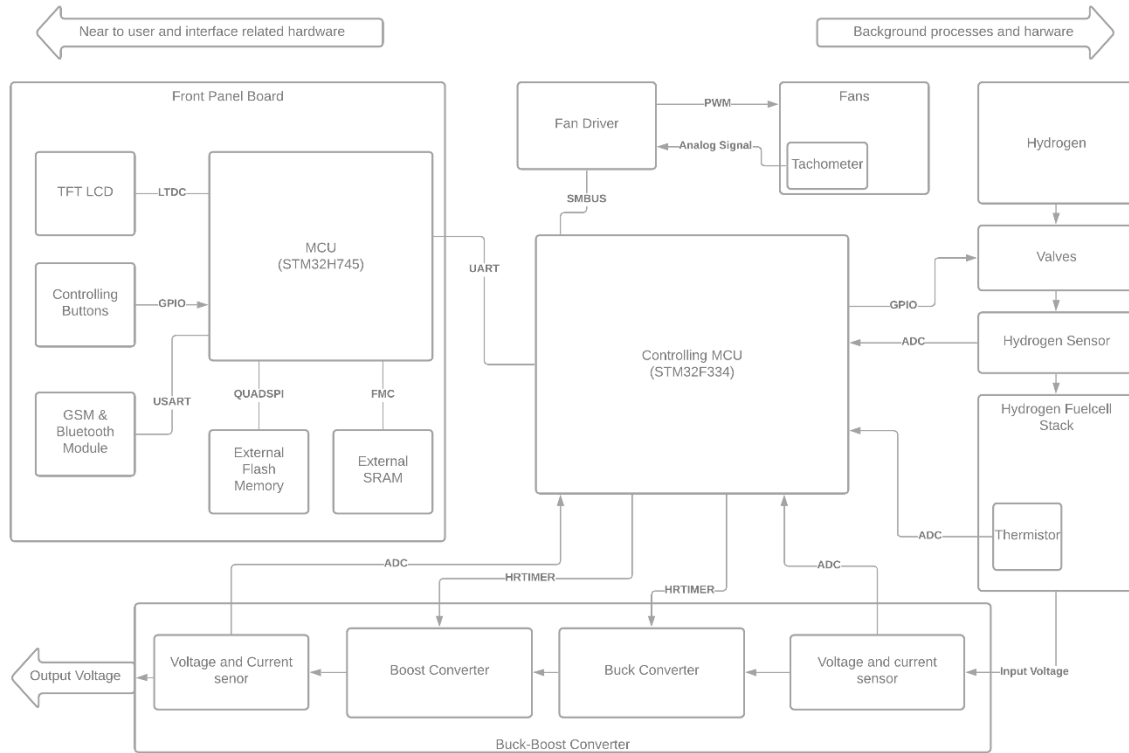 Near to user and interface related hardware
Background processes and harware
Front Panel Board
TFT LCD
LTDC
Controlling
Buttons
GPIO
GSM &
Bluetooth
Module
USART
MCU
(STM32H745)
QUADSPI
FMC
External
Flash
Memory
External
SRAM
UART
Fan Driver
PWM
Analog Signal
Fans
Tachometer
SMBUS
Controlling MCU
(STM32F334)
Hydrogen
Valves
GPIO
Hydrogen Sensor
ADC
Hydrogen Fuelcell
Stack
Thermistor
ADC
ADC
HRTIMER
HRTIMER
ADC
Output Voltage
Voltage and Current
senor
Boost Converter
Buck Converter
Voltage and current
sensor
Input Voltage
Buck-Boost Converter